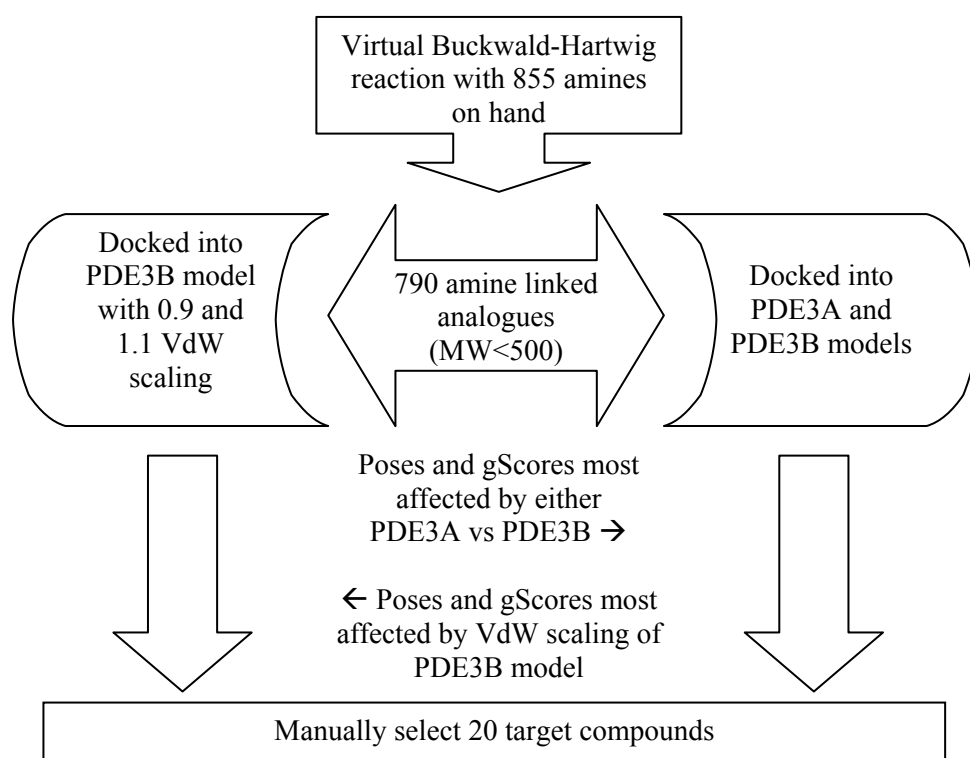 Virtual Buckwald-Hartwig
reaction with 855 amines
on hand
Docked into
PDE3B model
with 0.9 and
1.1 VdW
scaling
790 amine linked
analogues
(MW<500)
Docked into
PDE3A and
PDE3B models
Poses and gScores most
affected by either
PDE3A vs PDE3B →
← Poses and gScores most
affected by VdW scaling of
PDE3B model
Manually select 20 target compounds